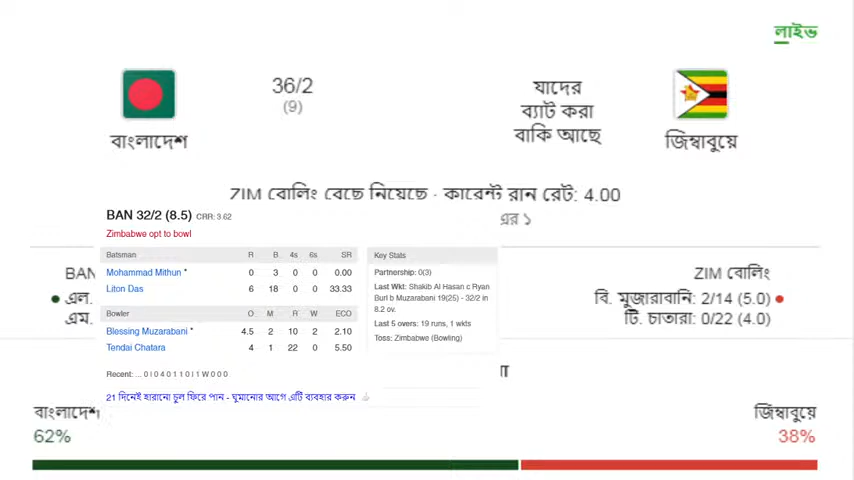 লাইভ
36/2
(9)
যাদের
ব্যাট করা
বাকি আছে
বাংলাদেশ
জিম্বাবুয়ে
ZIM বোলিং বেছে নিয়েছে · কারেন্ট রান রেট: 4.00
BAN 32/2 (8.5) CRR: 3.62
এর ১
Zimbabwe opt to bowl
Batsman R B 4s 6s SR
Key Stats
BAN
ZIM বোলিং
Mohammad Mithun * 0 3 0 0 0.00
Partnership: 0(3)
Liton Das 6 18 0 0 33.33
Last Wkt: Shakib Al Hasan c Ryan
Burl b Muzarabani 19(25) - 32/2 in
8.2 ov.
এল.
বি. মুজারাবানি: 2/14 (5.0)
Bowler O M R W ECO
এম.
টি. চাতারা: 0/22 (4.0)
Last 5 overs: 19 runs, 1 wkts
Blessing Muzarabani * 4.5 2 10 2 2.10
Toss: Zimbabwe (Bowling)
Tendai Chatara 4 1 22 0 5.50
Recent: ... 0 | 0 4 0 1 1 0 | 1 W 0 0 0
21 দিনেই হারানো চুল ফিরে পান - ঘুমানোর আগে এটি ব্যবহার করুন
বাংলাদেশ
জিম্বাবুয়ে
62%
38%